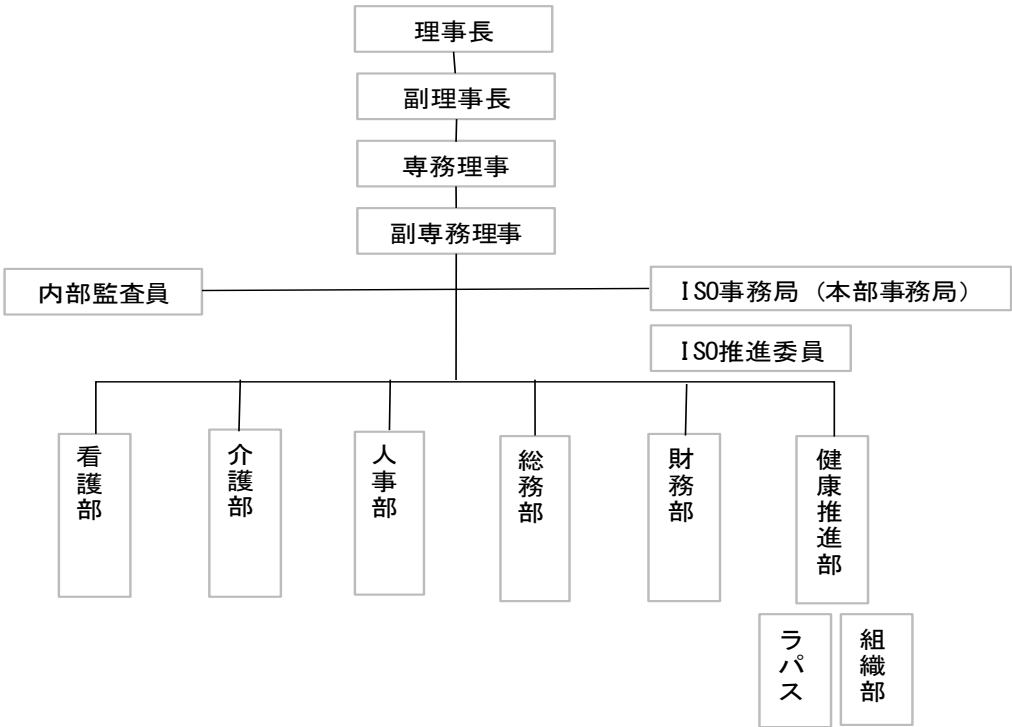 理事長
副理事長
専務理事
副専務理事
内部監査員
ISO事務局（本部事務局）
ISO推進委員
看護部
介護部
人事部
総務部
財務部
健康推進部
ラパス
組織部